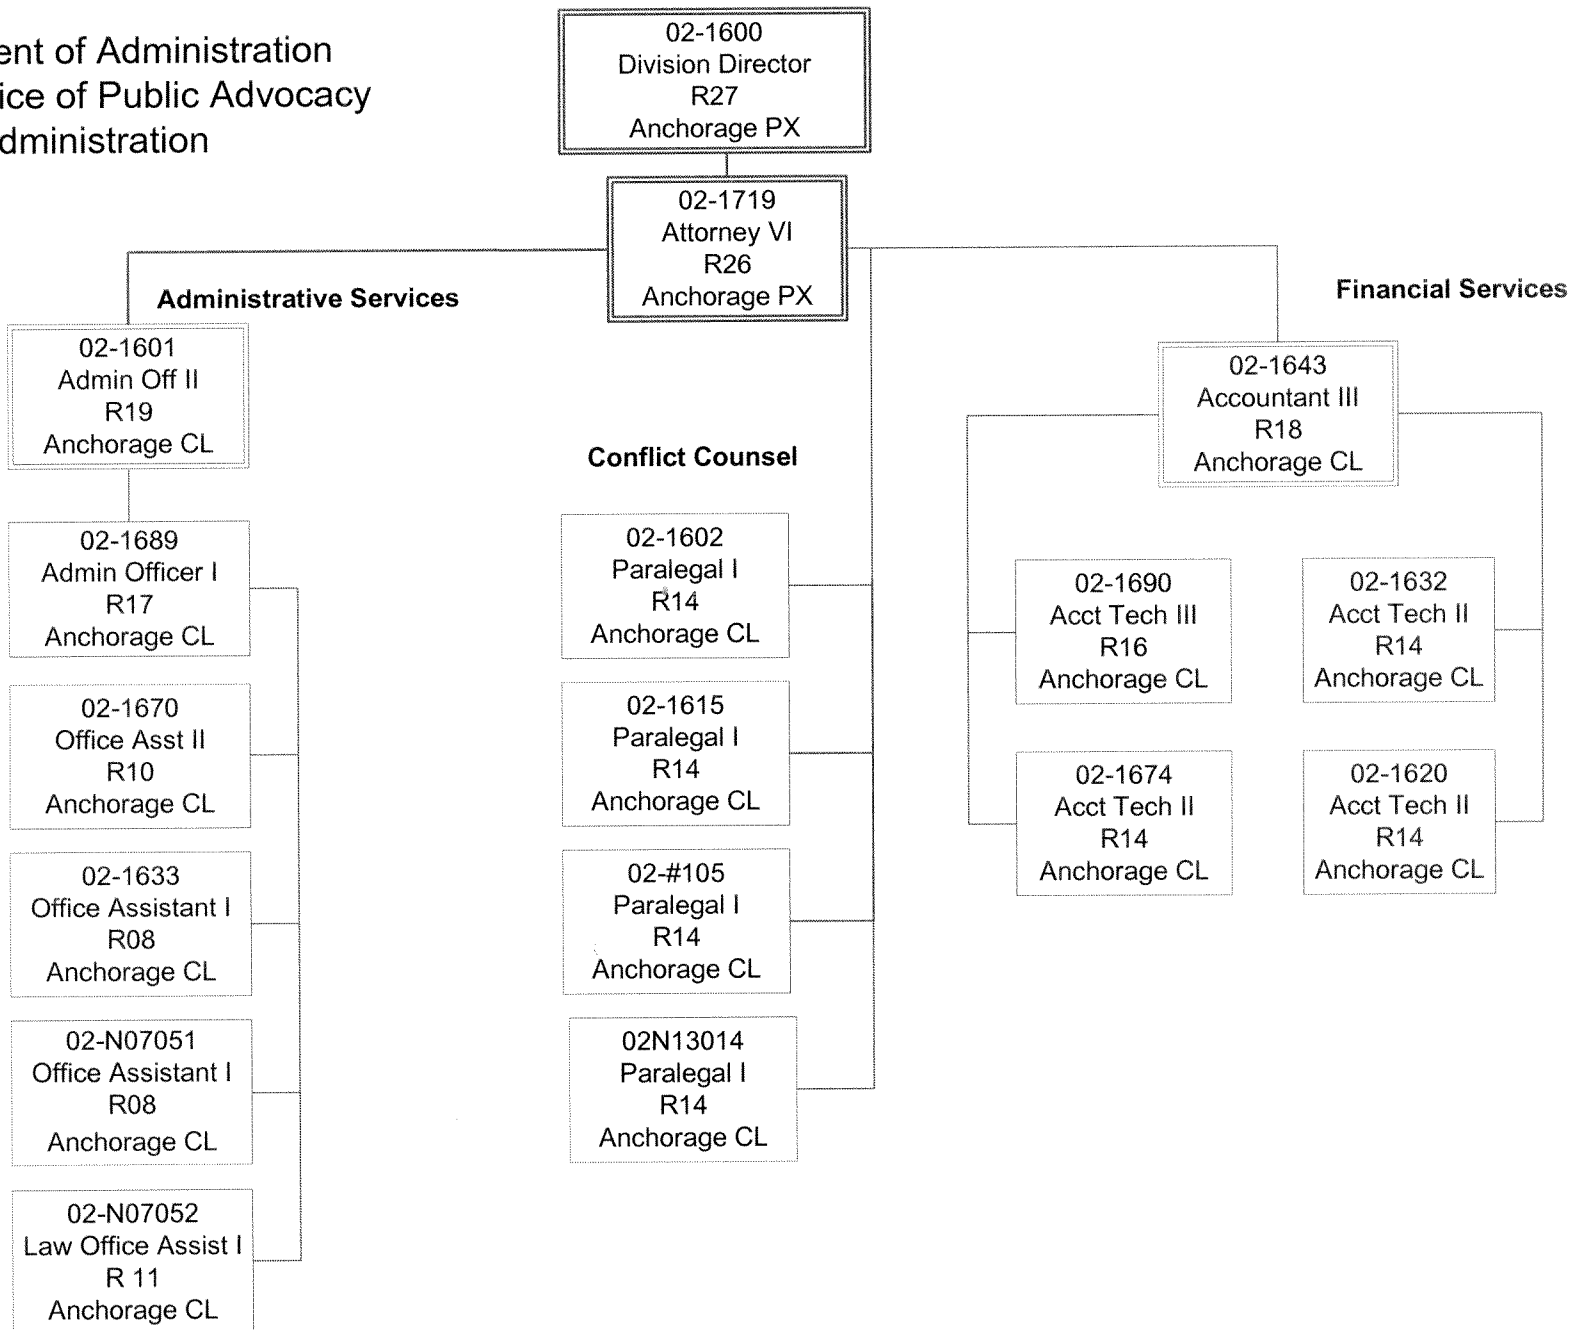 of Administration
of Public Advocacy
02-1600
Division Director
R27
Anchorage PX
02-1719
Attorney VI
R26
Anchorage PX
Administrative Services
02-1601
Admin Off II
R19
Anchorage CL
02-1689
Admin Officer I
R17
Anchorage CL
02-1670
Office Asst II
R10
Anchorage CL
02-1633
Office Assistant I
R08
Anchorage CL
02-N07051
Office Assistant I
R08
Anchorage CL
02-N07052
Law Office Assist I
R 11
Anchorage CL
Conflict Counsel
02-1602
Paralegal I
R14
Anchorage CL
02-1615
Paralegal I
R14
Anchorage CL
02-#105
Paralegal I
R14
Anchorage CL
02N13014
Paralegal I
R14
Anchorage CL
Financial Services
02-1643
Accountant III
R18
Anchorage CL
02-1690
Acct Tech III
R16
Anchorage CL
02-1674
Acct Tech II
R14
Anchorage CL
02-1632
Acct Tech II
R14
Anchorage CL
02-1620
Acct Tech II
R14
Anchorage CL